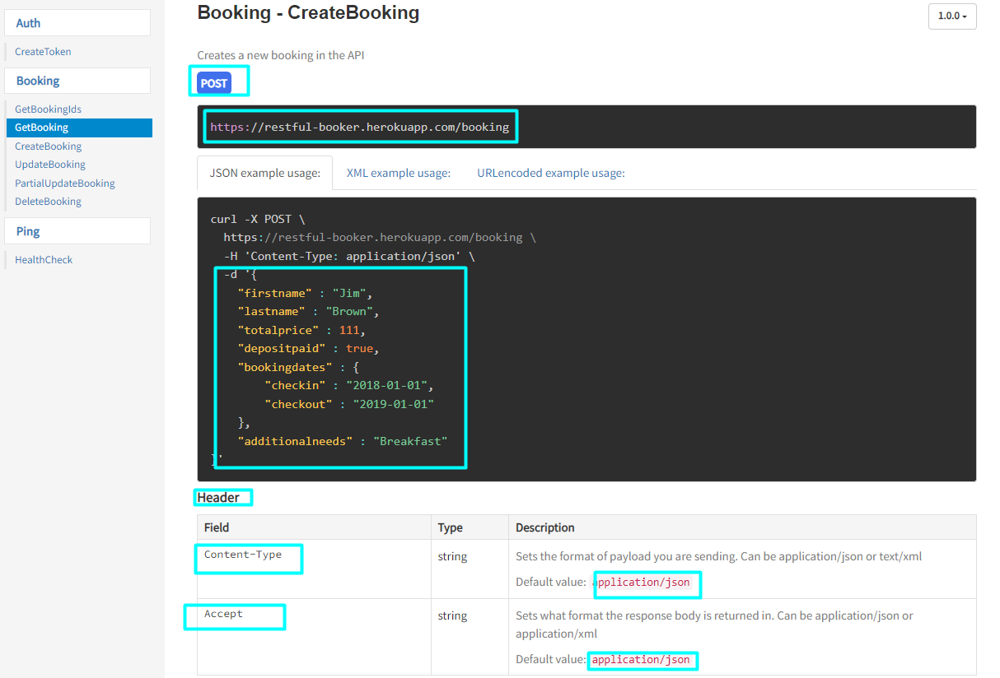 Auth
CreateToken
Booking
GetBookingIds
GetBooking
CreateBooking
UpdateBooking
PartialUpdateBooking
DeleteBooking
Ping
HealthCheck
Booking - CreateBooking
1.0.0
Creates a new booking in the API
POST
https://restful-booker.herokuapp.com/booking
JSON example usage: XML example usage: URLencoded example usage:
curl -X POST \
https://restful-booker.herokuapp.com/booking \
-H 'Content-Type: application/json' \
-d '{
"firstname" : "Jim",
"lastname" : "Brown",
"totalprice" : 111,
"depositpaid" : true,
"bookingdates" : {
"checkin" : "2018-01-01",
"checkout" : "2019-01-01"
},
"additionalneeds" : "Breakfast"
}'
Header
Field Type Description
Content-Type string Sets the format of payload you are sending. Can be application/json or text/xml
Default value: application/json
Accept string Sets what format the response body is returned in. Can be application/json or
application/xml
Default value: application/json